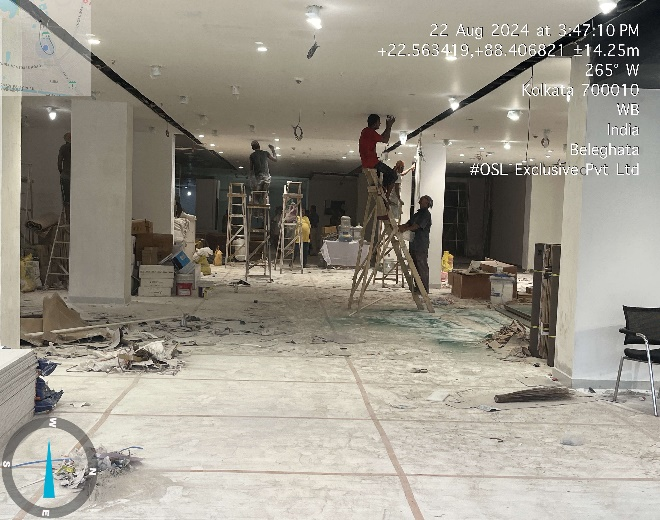 22 Aug 2024 at 3:47:10 PM
+22.563419,+88.406821 ±14.25m
265° W
Kolkata 700010
WB
India
Beleghata
#OSL Exclusive Pvt Ltd
W
S
N
E